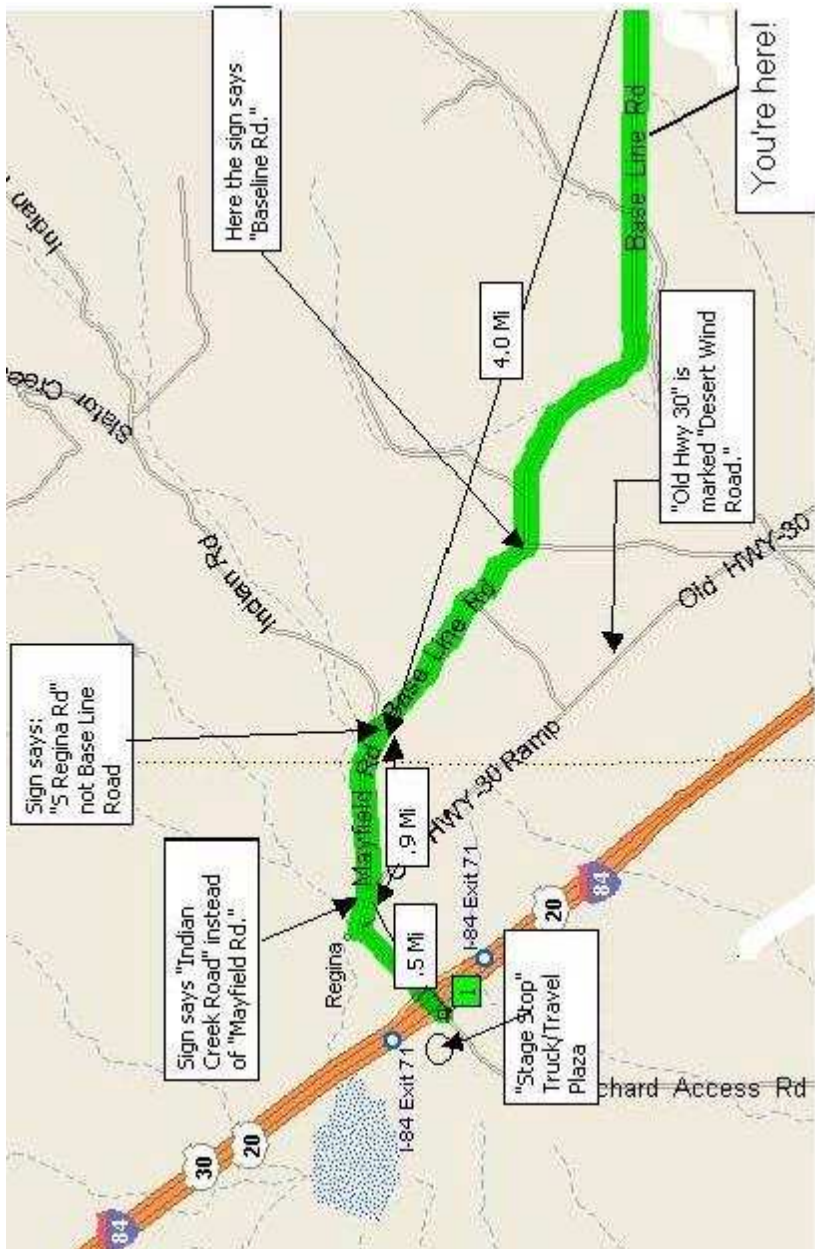 Sign says:
"S Regina Rd"
not Base Line
Road
Sign says "Indian
Creek Road" instead
of "Mayfield Rd."
Here the sign says
"Baseline Rd."
Indian
Slater Cree
Indian Rd
Regina
Mayfield Rd
Base Line Rd
Base Line Rd
.5 Mi
.9 Mi
4.0 Mi
HWY-30 Ramp
Old HWY-30
"Old Hwy 30" is
marked "Desert Wind
Road."
You're here!
84
30
20
I-84 Exit 71
I-84 Exit 71
1
20
84
"Stage Stop"
Truck/Travel
Plaza
chard Access Rd